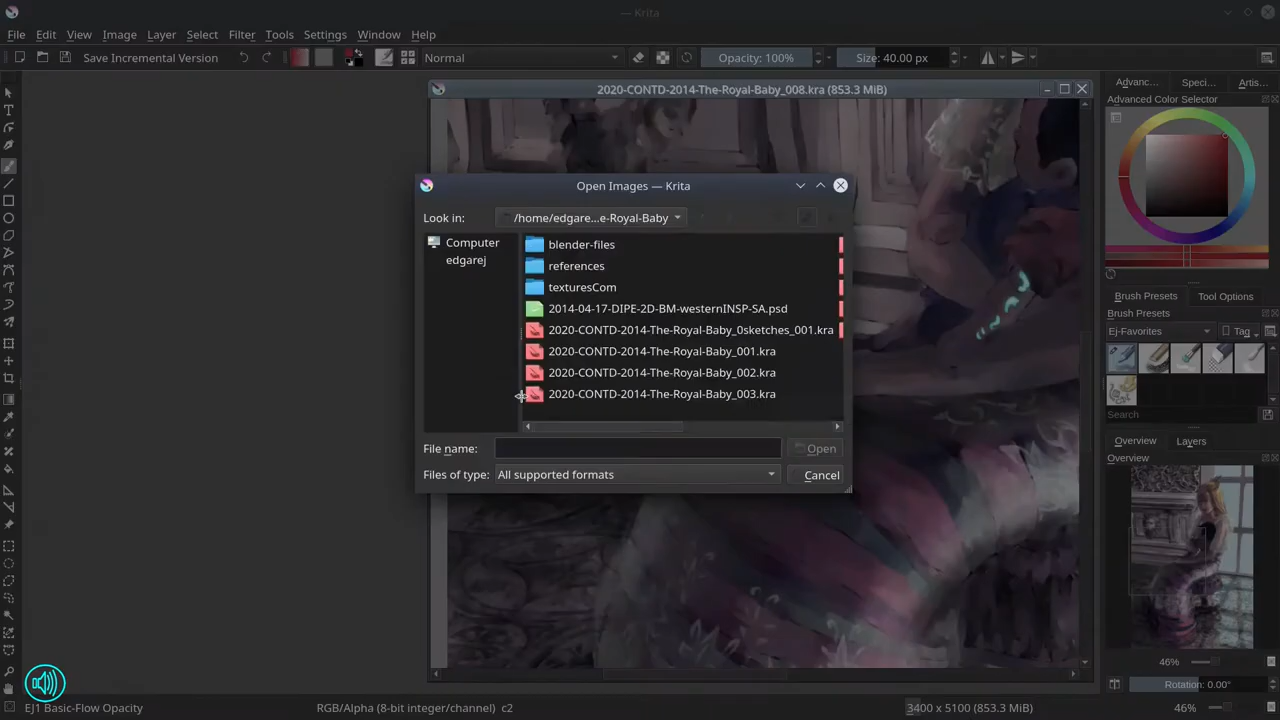 — Krita
File Edit View Image Layer Select Filter Tools Settings Window Help
Save Incremental Version Normal Opacity: 100% Size: 40.00 px
2020-CONTD-2014-The-Royal-Baby_008.kra (853.3 MiB)
Advanc... Speci... Artis...
Advanced Color Selector
Open Images — Krita
Look in: /home/edgare...e-Royal-Baby
Computer
edgarej
blender-files
references
texturesCom
2014-04-17-DIPE-2D-BM-westernINSP-SA.psd
2020-CONTD-2014-The-Royal-Baby_0sketches_001.kra
2020-CONTD-2014-The-Royal-Baby_001.kra
2020-CONTD-2014-The-Royal-Baby_002.kra
2020-CONTD-2014-The-Royal-Baby_003.kra
File name: Open
Files of type: All supported formats Cancel
Brush Presets Tool Options
Brush Presets
Ej-Favorites Tag
Search
Overview Layers
Overview
46%
Rotation: 0.00°
EJ1 Basic-Flow Opacity RGB/Alpha (8-bit integer/channel) c2 3400 x 5100 (853.3 MiB) 46%